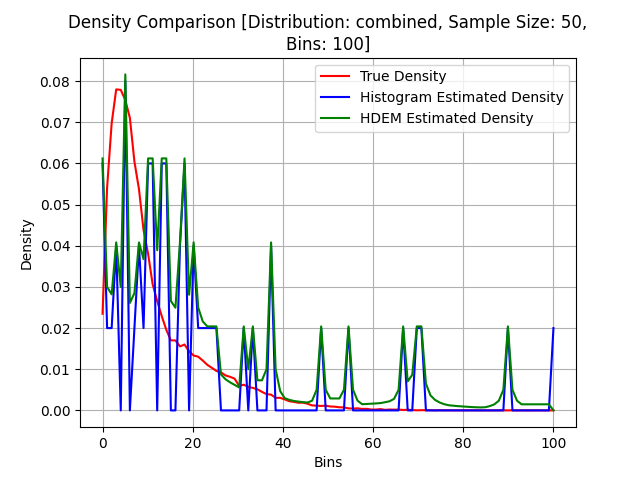 Density Comparison [Distribution: combined, Sample Size: 50,
Bins: 100]
True Density
Histogram Estimated Density
HDEM Estimated Density
Density
0.08
0.07
0.06
0.05
0.04
0.03
0.02
0.01
0.00
0 20 40 60 80 100
Bins